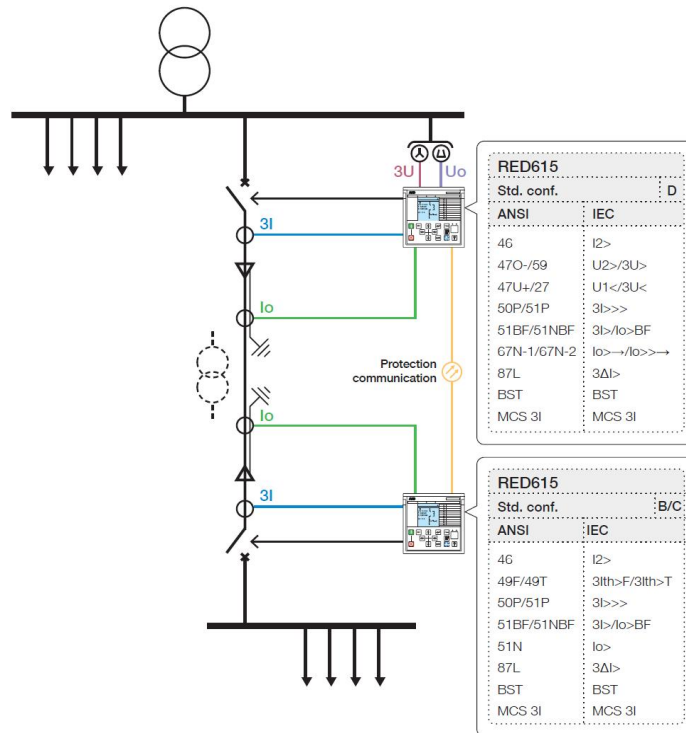 3U
Uo
3I
Io
Protection
communication
Io
3I
RED615
Std. conf. D
ANSI IEC
46 I2>
47O-/59 U2>/3U>
47U+/27 U1</3U<
50P/51P 3I>>>
51BF/51NBF 3I>/Io>BF
67N-1/67N-2 Io>→/Io>>→
87L 3ΔI>
BST BST
MCS 3I MCS 3I
RED615
Std. conf. B/C
ANSI IEC
46 I2>
49F/49T 3Ith>F/3Ith>T
50P/51P 3I>>>
51BF/51NBF 3I>/Io>BF
51N Io>
87L 3ΔI>
BST BST
MCS 3I MCS 3I